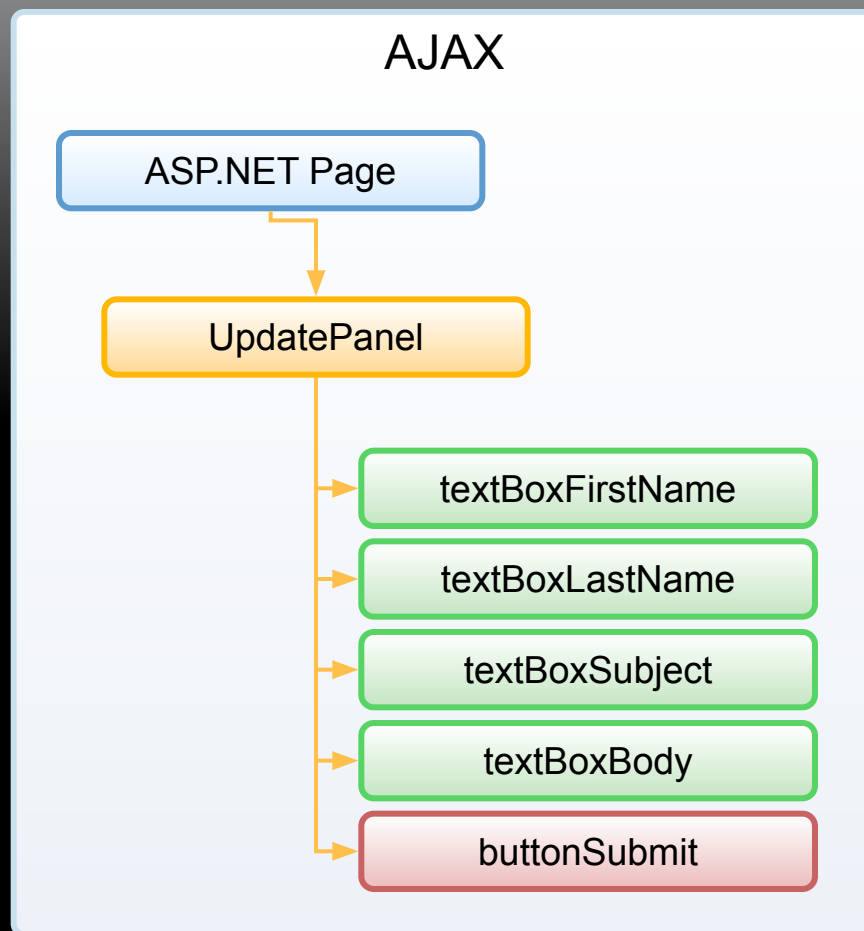 AJAX
ASP.NET Page
UpdatePanel
textBoxFirstName
textBoxLastName
textBoxSubject
textBoxBody
buttonSubmit